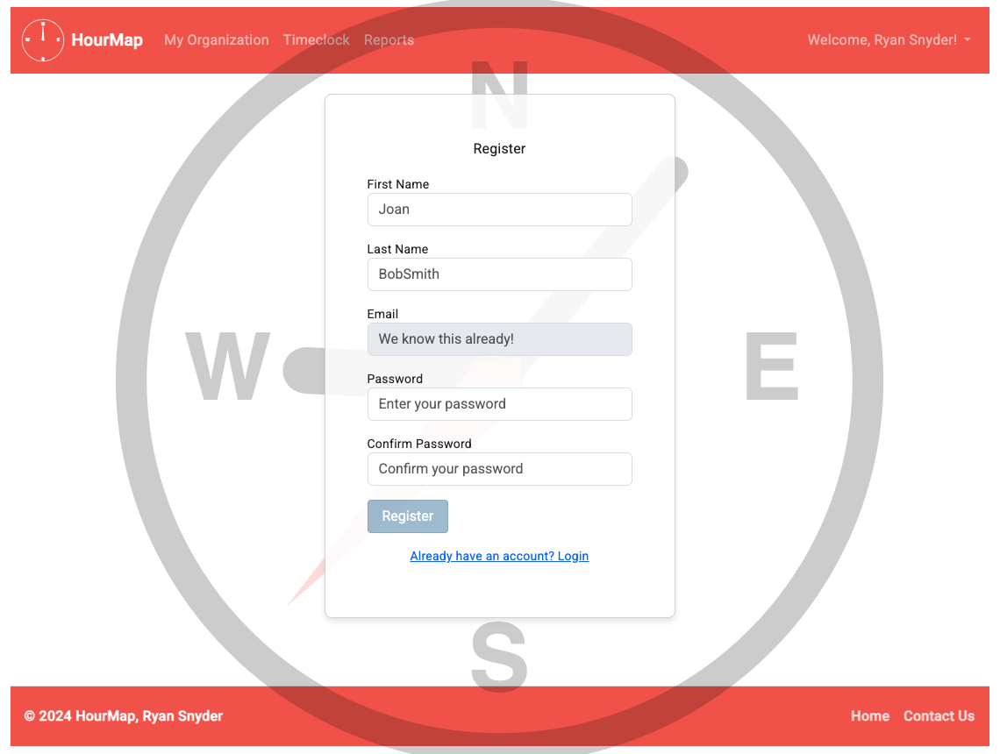 HourMap My Organization Timeclock Reports Welcome, Ryan Snyder!
N
Register
First Name
Joan
Last Name
BobSmith
Email
We know this already!
W
E
Password
Enter your password
Confirm Password
Confirm your password
Register
Already have an account? Login
S
© 2024 HourMap, Ryan Snyder Home Contact Us